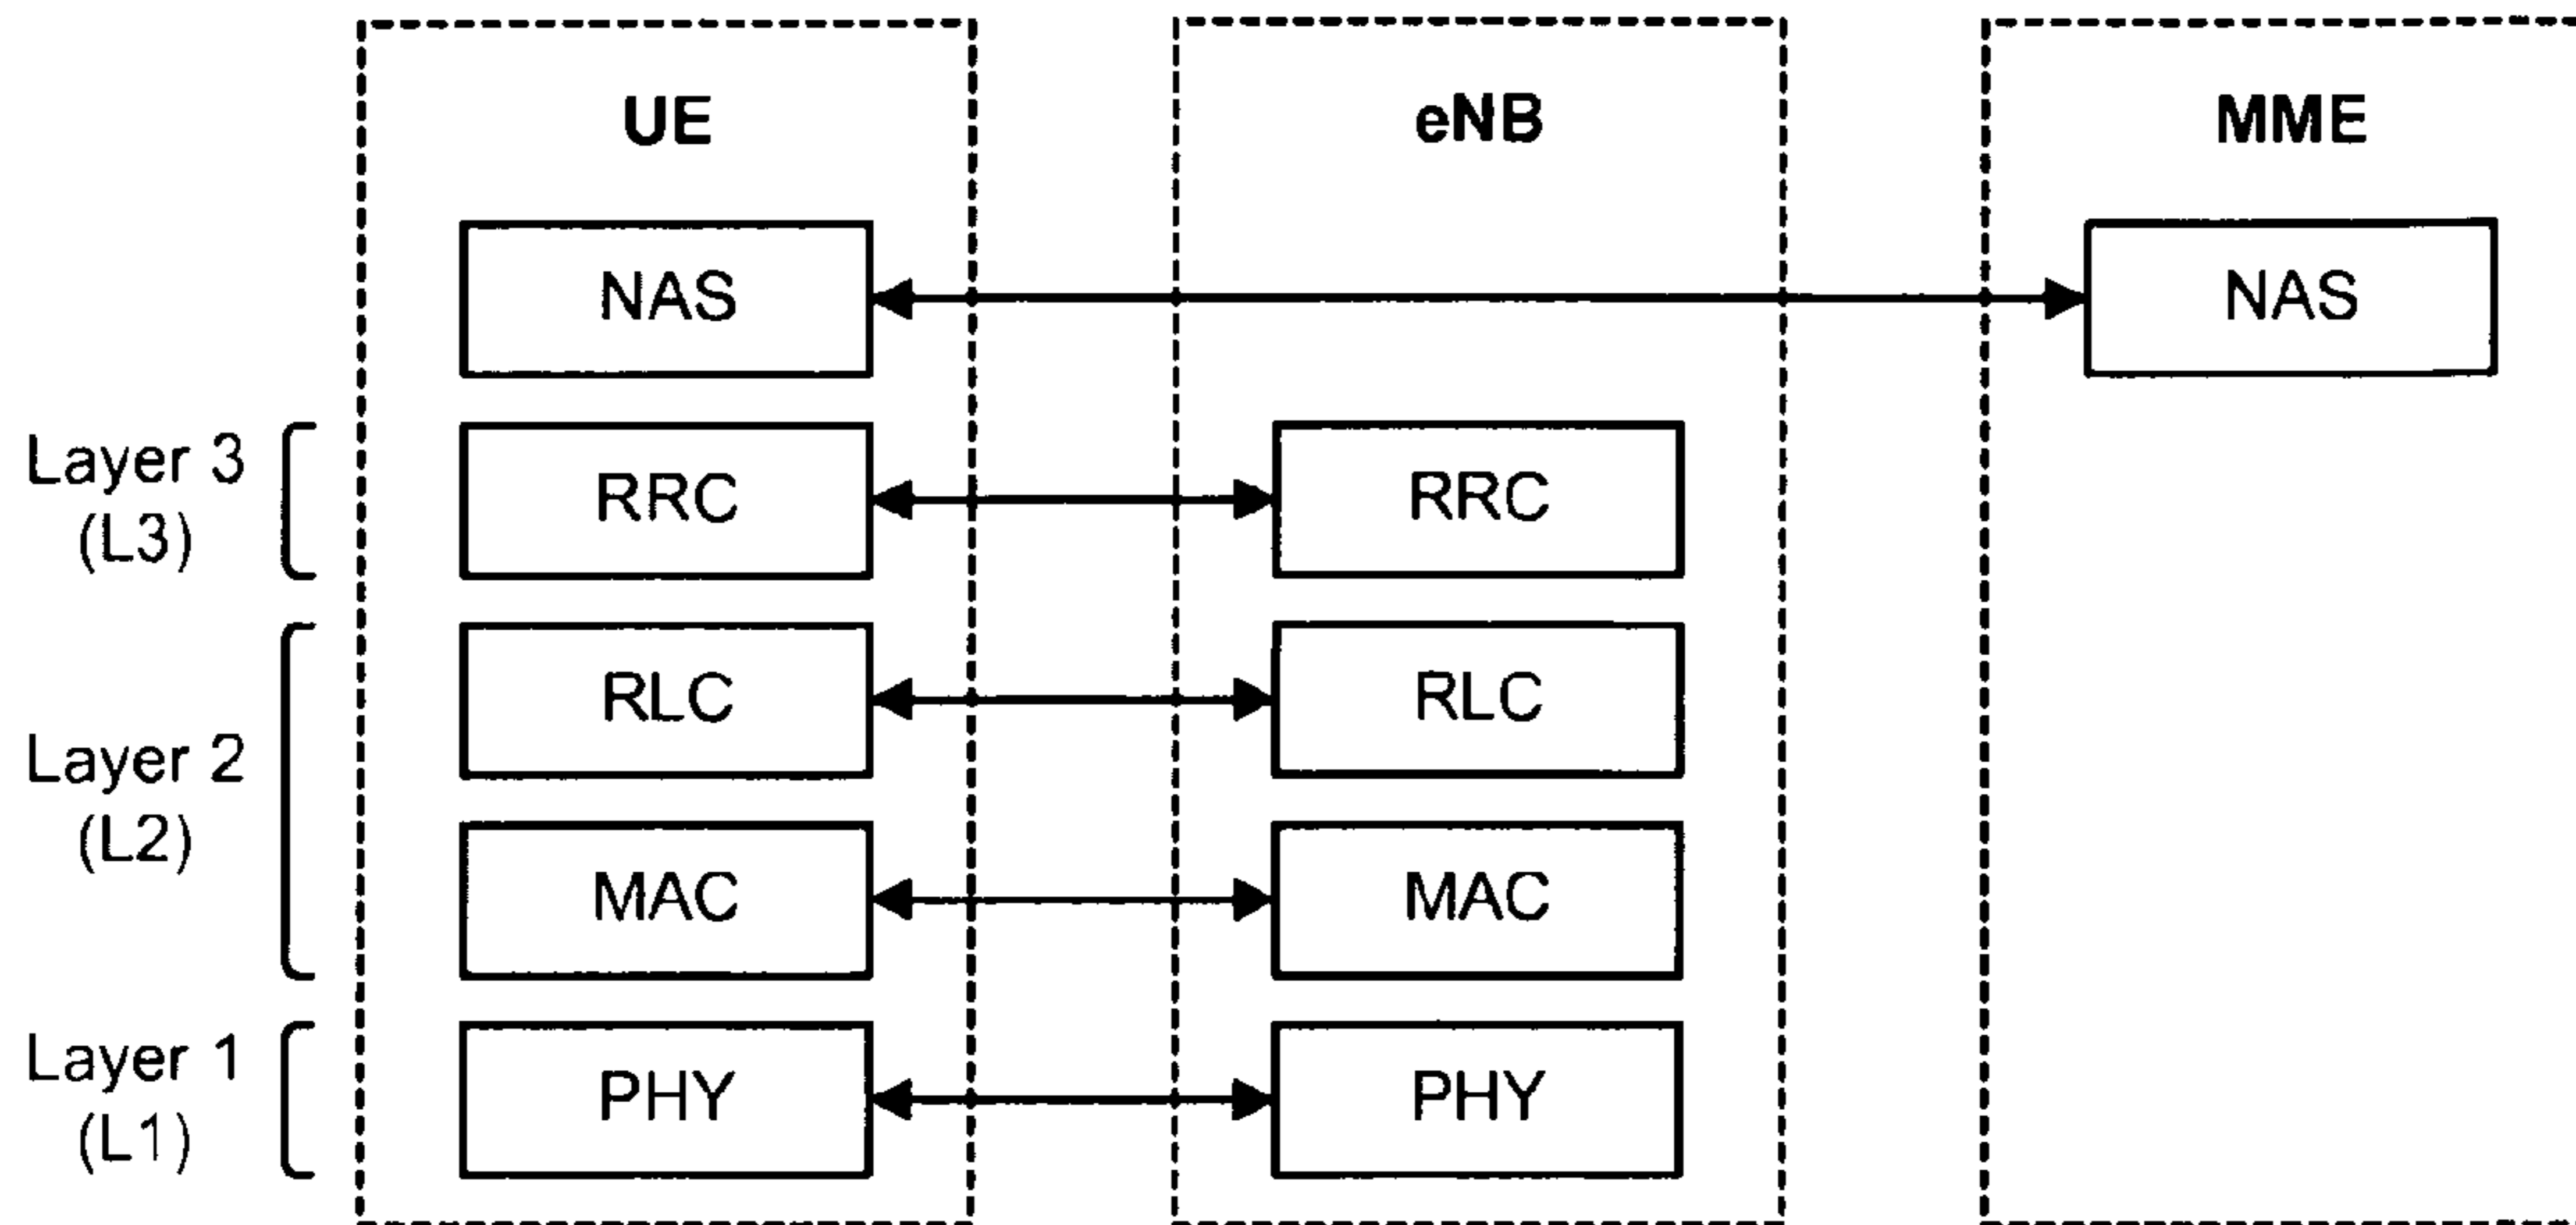 UE
eNB
MME
NAS
NAS
Layer 3
(L3)
RRC
RRC
Layer 2
(L2)
RLC
RLC
MAC
MAC
Layer 1
(L1)
PHY
PHY